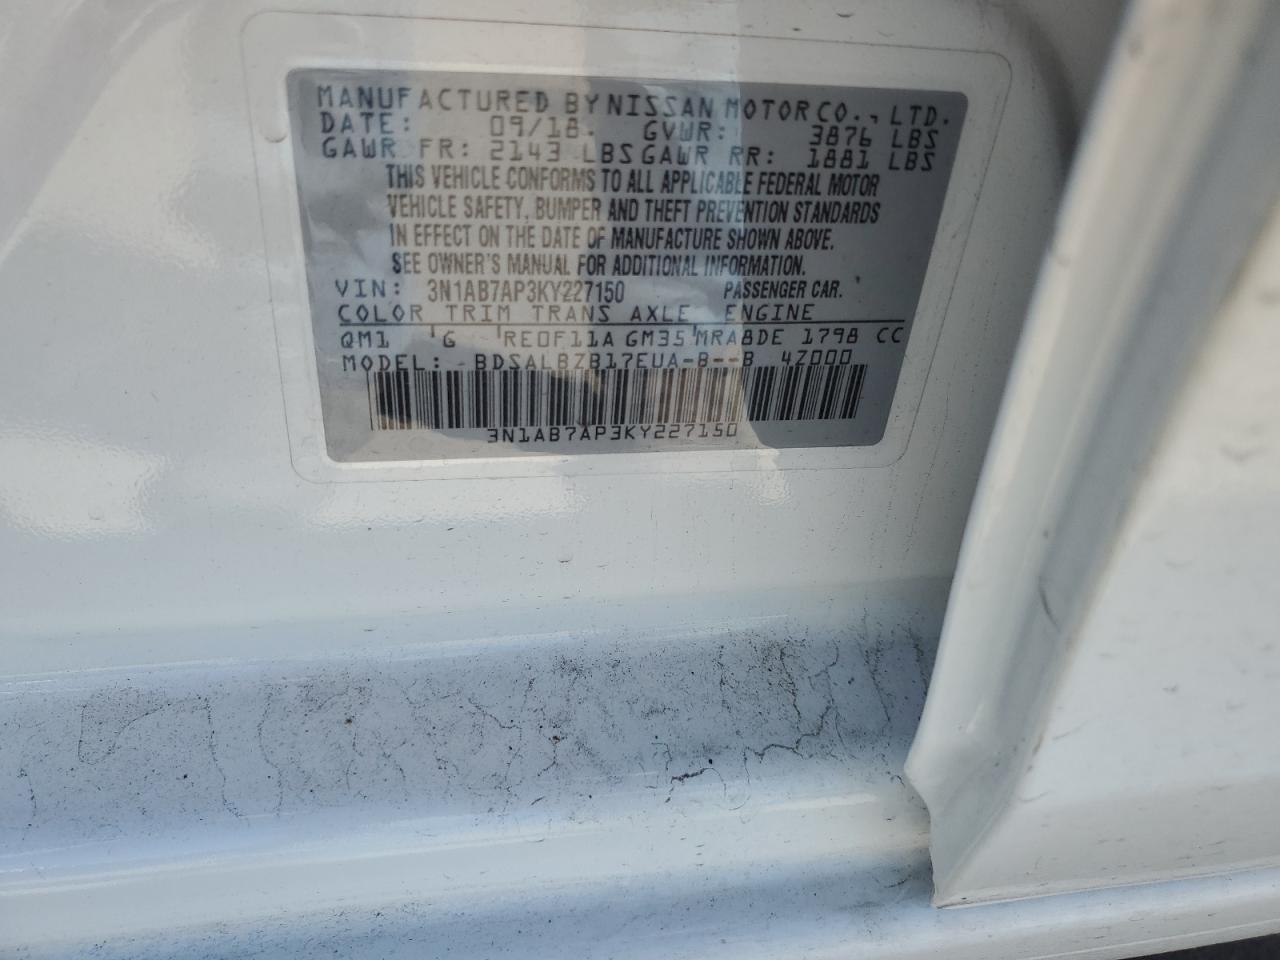 MANUFACTURED BY NISSAN MOTOR CO., LTD.
DATE: 09/18 GVWR: 3876 LBS
GAWR FR: 2143 LBS GAWR RR: 1881 LBS
THIS VEHICLE CONFORMS TO ALL APPLICABLE FEDERAL MOTOR
VEHICLE SAFETY, BUMPER AND THEFT PREVENTION STANDARDS
IN EFFECT ON THE DATE OF MANUFACTURE SHOWN ABOVE.
SEE OWNER'S MANUAL FOR ADDITIONAL INFORMATION.
VIN: 3N1AB7AP3KY227150 PASSENGER CAR.
COLOR TRIM TRANS AXLE ENGINE
QM1 G RE0F11A GM35 MRA8DE 1798 CC
MODEL: BDSALBZB17EUA-B--B 4Z000
3N1AB7AP3KY227150